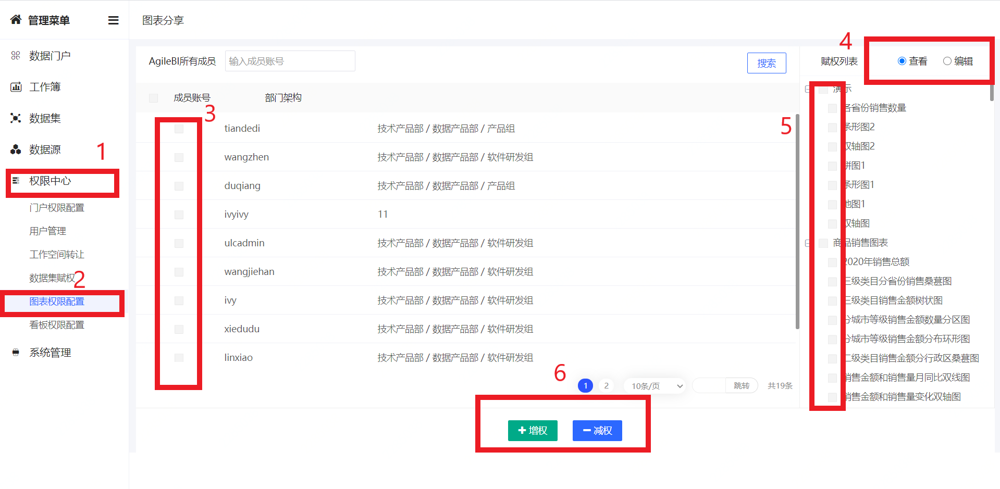 管理菜单
图表分享
数据门户
工作簿
数据集
数据源
1
权限中心
门户权限配置
用户管理
工作空间转让
数据集赋权
2
图表权限配置
看板权限配置
系统管理
AgileBI所有成员 输入成员账号 搜索
成员账号 部门架构
3
tiandedi 技术产品部 / 数据产品部 / 产品组
wangzhen 技术产品部 / 数据产品部 / 软件研发组
duqiang 技术产品部 / 数据产品部 / 产品组
ivyivy 11
ulcadmin 技术产品部 / 数据产品部 / 软件研发组
wangjiehan 技术产品部 / 数据产品部 / 软件研发组
ivy 技术产品部 / 数据产品部 / 软件研发组
xiedudu 技术产品部 / 数据产品部 / 软件研发组
linxiao 技术产品部 / 数据产品部 / 软件研发组
6
1 2 10条/页 跳转 共19条
增权 减权
4
赋权列表 查看 编辑
5
演示
各省份销售数量
条形图2
双轴图2
饼图1
条形图1
地图1
双轴图
商品销售图表
2020年销售总额
三级类目分省份销售桑葚图
三级类目销售金额树状图
分城市等级销售金额数量分区图
分城市等级销售金额分布环形图
二级类目销售金额分行政区桑葚图
销售金额和销售量月同比双线图
销售金额和销售量变化双轴图